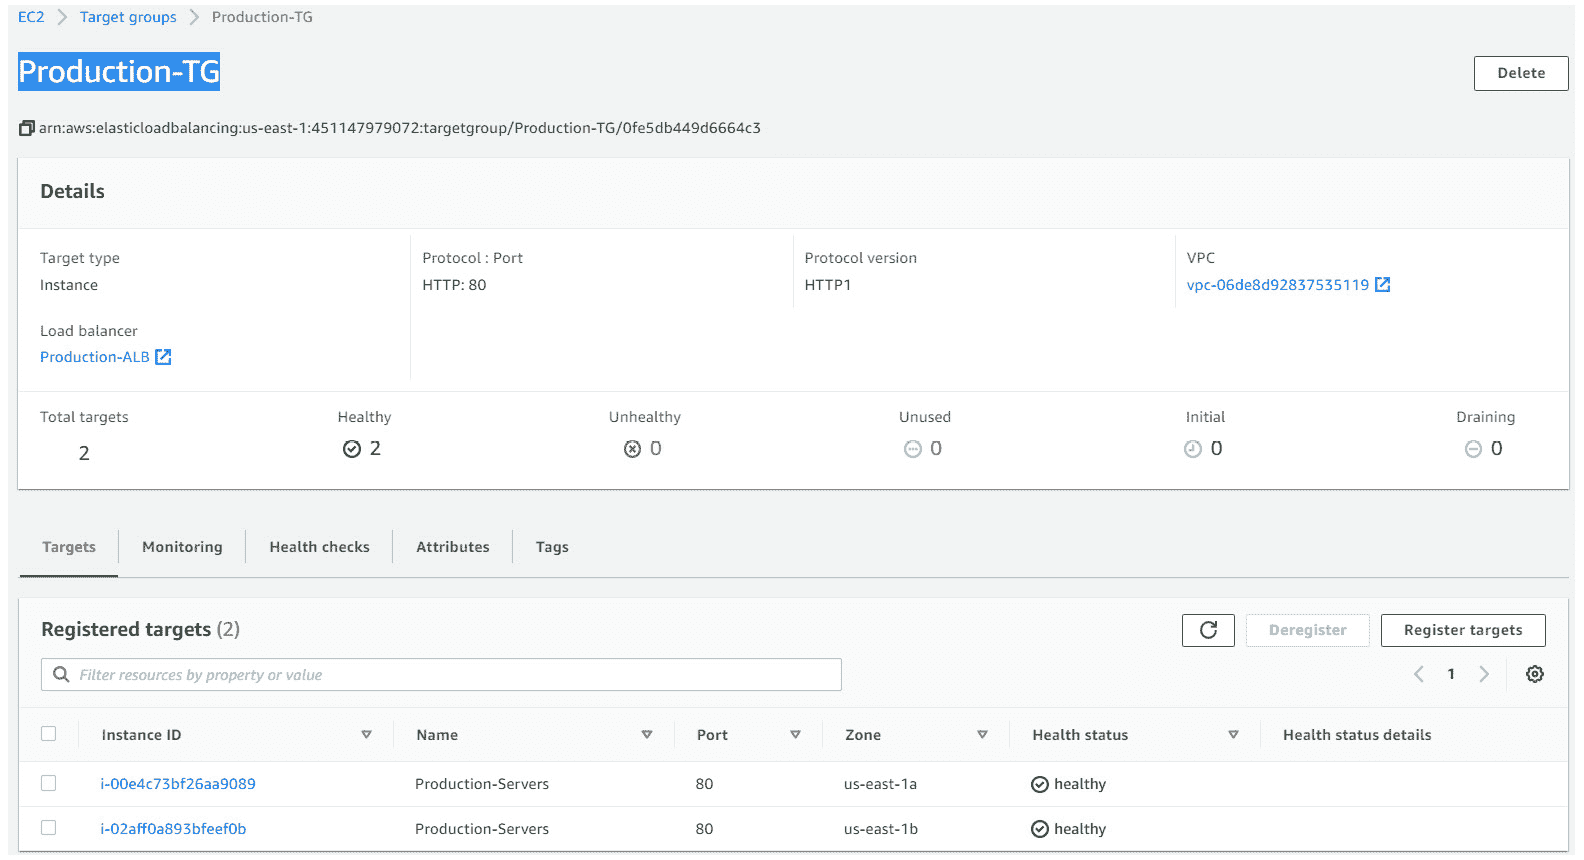 EC2 > Target groups > Production-TG
Production-TG
Delete
arn:aws:elasticloadbalancing:us-east-1:451147979072:targetgroup/Production-TG/0fe5db449d6664c3
Details
Target type
Instance
Protocol : Port
HTTP: 80
Protocol version
HTTP1
VPC
vpc-06de8d92837535119
Load balancer
Production-ALB
Total targets
2
Healthy
2
Unhealthy
0
Unused
0
Initial
0
Draining
0
Targets Monitoring Health checks Attributes Tags
Registered targets (2)
Deregister Register targets
Filter resources by property or value
1
Instance ID Name Port Zone Health status Health status details
i-00e4c73bf26aa9089 Production-Servers 80 us-east-1a healthy
i-02aff0a893bfeef0b Production-Servers 80 us-east-1b healthy